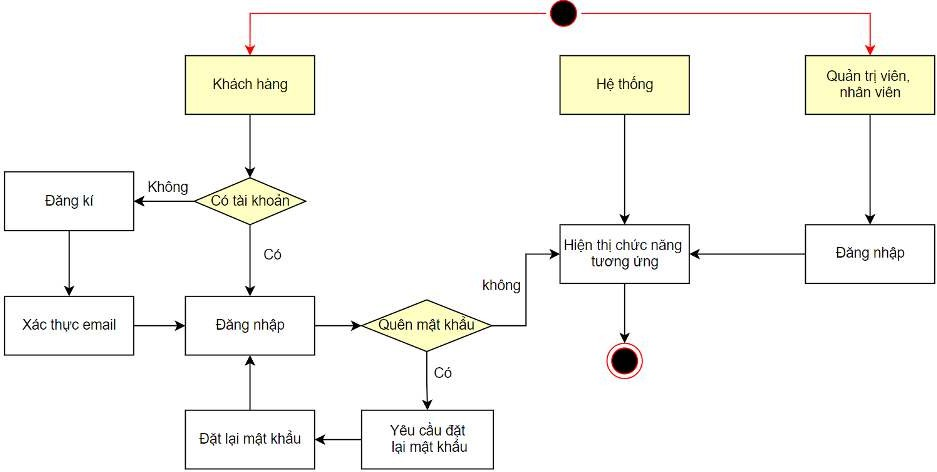 Khách hàng
Hệ thống
Quản trị viên,
nhân viên
Đăng kí
Không
Có tài khoản
Có
Hiện thị chức năng
tương ứng
Đăng nhập
không
Xác thực email
Đăng nhập
Quên mật khẩu
Có
Đặt lại mật khẩu
Yêu cầu đặt
lại mật khẩu